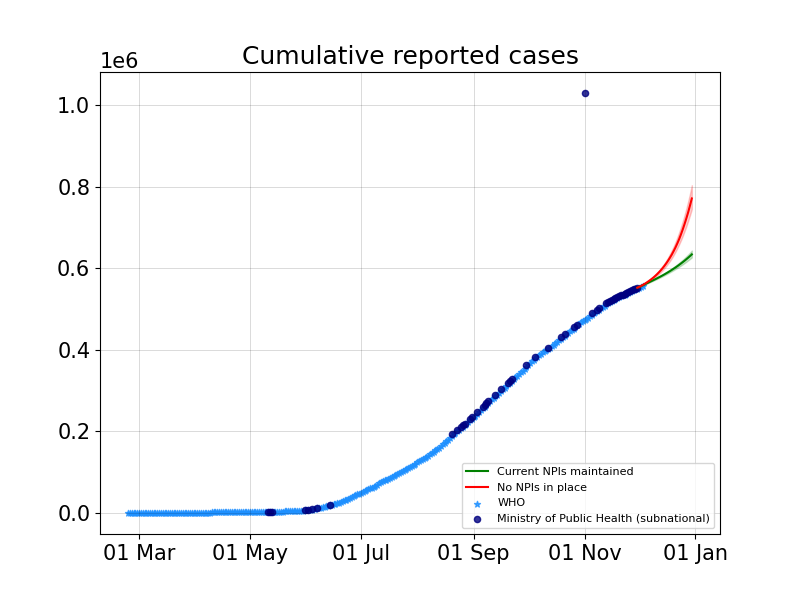 Cumulative reported cases
1e6
1.0
0.8
0.6
0.4
0.2
0.0
01 Mar
01 May
01 Jul
01 Sep
01 Nov
01 Jan
Current NPIs maintained
No NPIs in place
WHO
Ministry of Public Health (subnational)